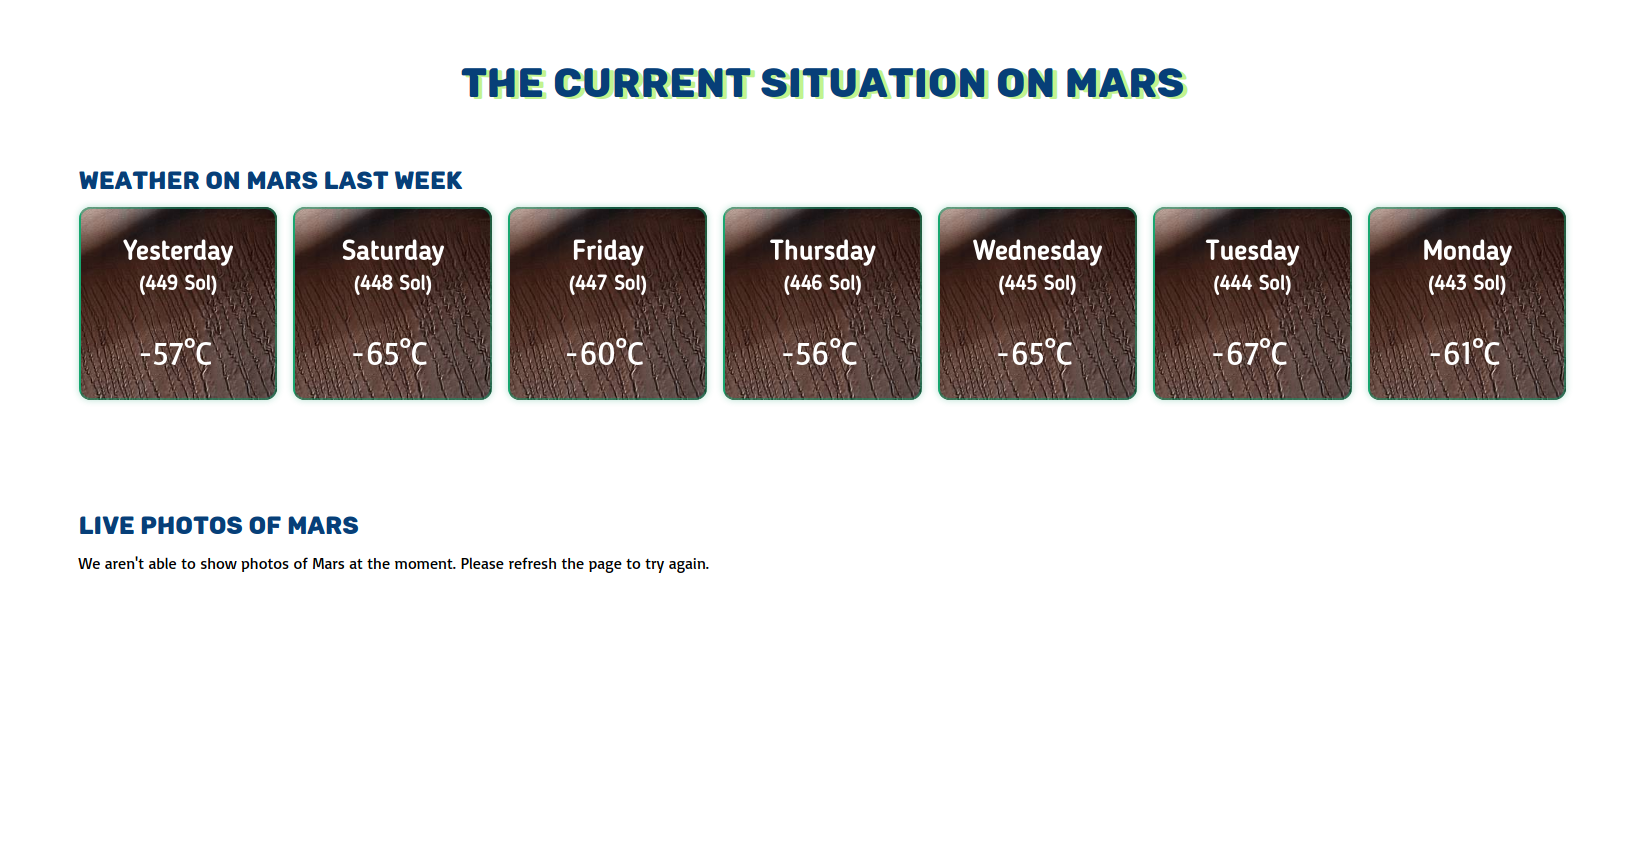 THE CURRENT SITUATION ON MARS
WEATHER ON MARS LAST WEEK
Yesterday
(449 Sol)
-57°C
Saturday
(448 Sol)
-65°C
Friday
(447 Sol)
-60°C
Thursday
(446 Sol)
-56°C
Wednesday
(445 Sol)
-65°C
Tuesday
(444 Sol)
-67°C
Monday
(443 Sol)
-61°C
LIVE PHOTOS OF MARS
We aren't able to show photos of Mars at the moment. Please refresh the page to try again.